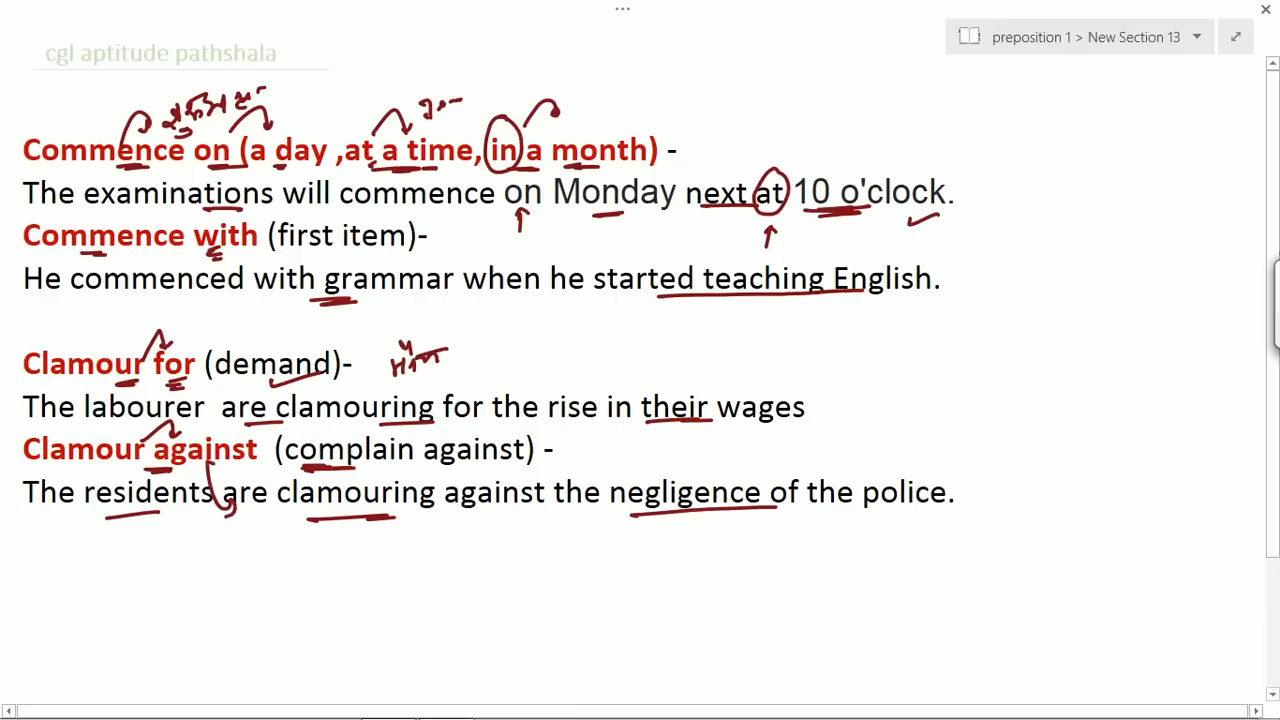 preposition 1 > New Section 13
cgl aptitude pathshala
Commence on (a day ,at a time, in a month) -
The examinations will commence on Monday next at 10 o'clock.
Commence with (first item)-
He commenced with grammar when he started teaching English.
Clamour for (demand)-
The labourer are clamouring for the rise in their wages
Clamour against (complain against) -
The residents are clamouring against the negligence of the police.